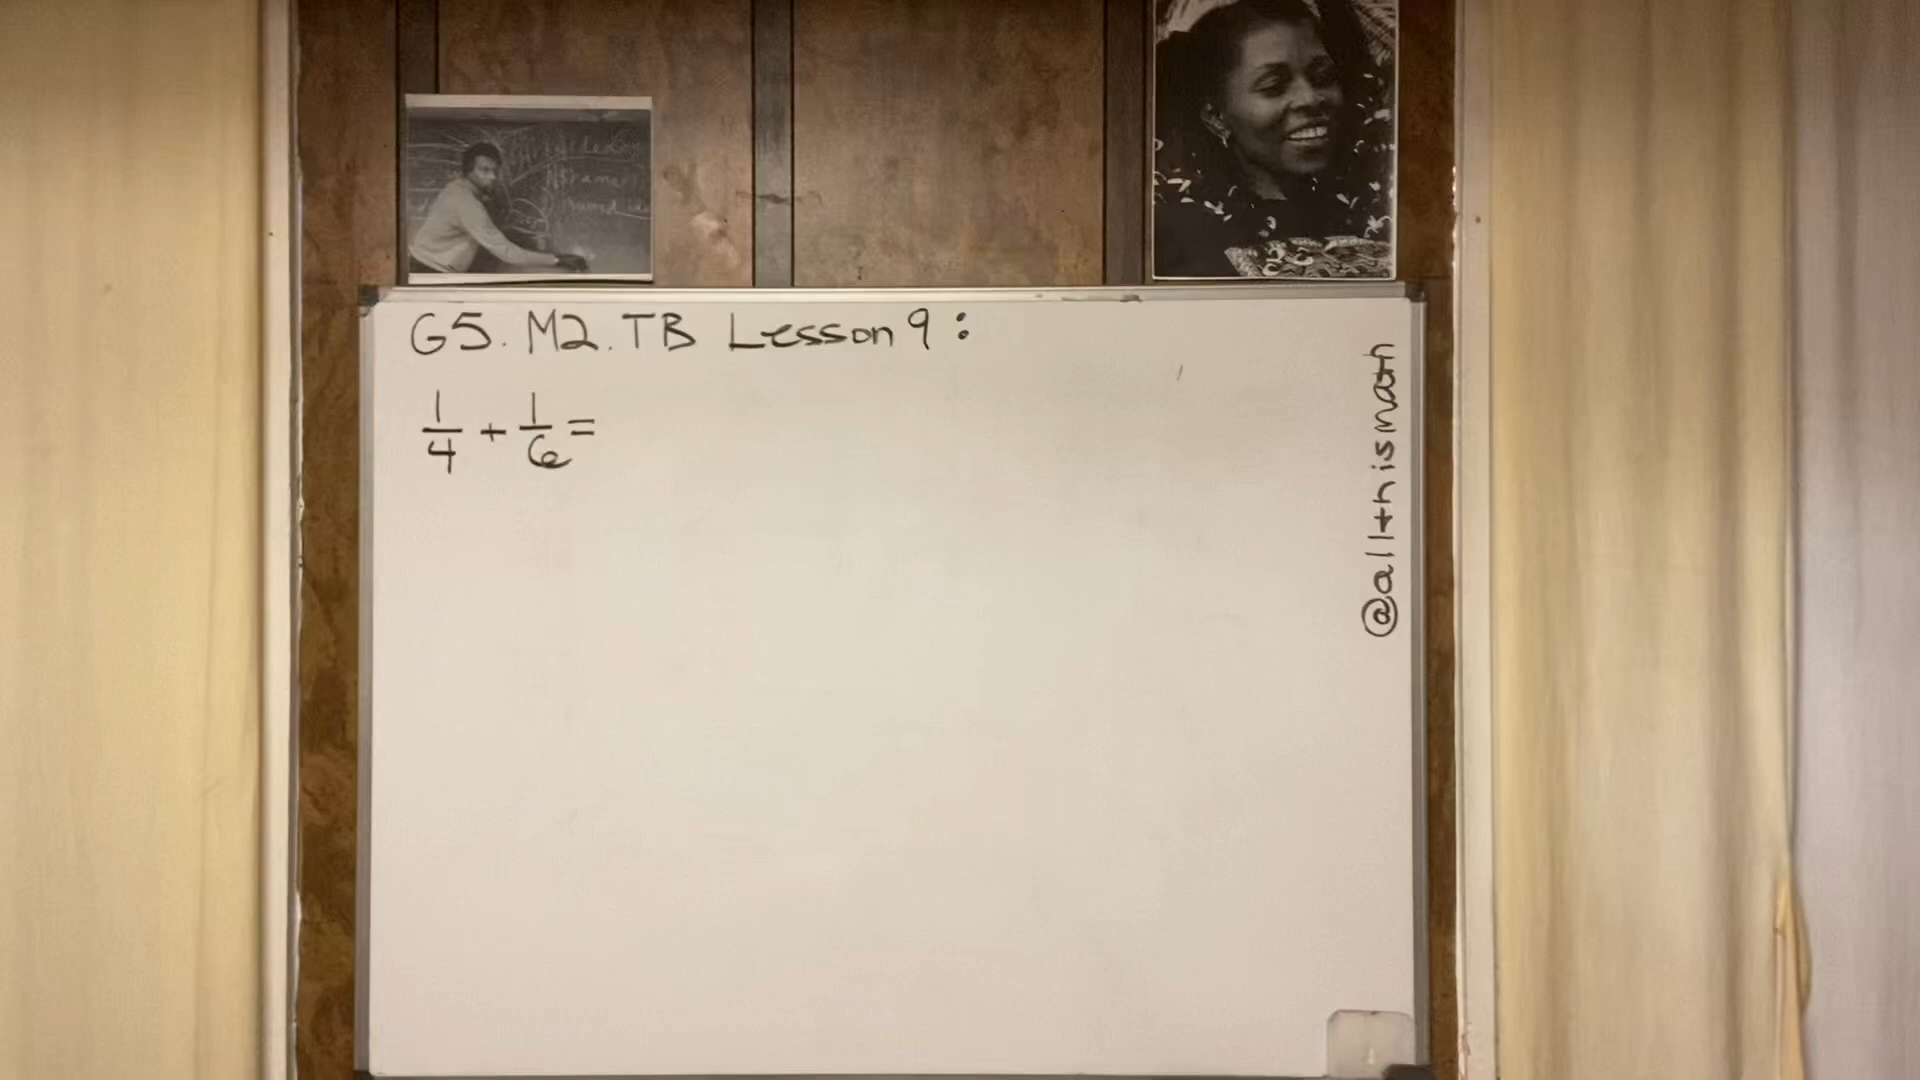 G5. M2. TB Lesson 9:
1/4 + 1/6 =
@allthismath